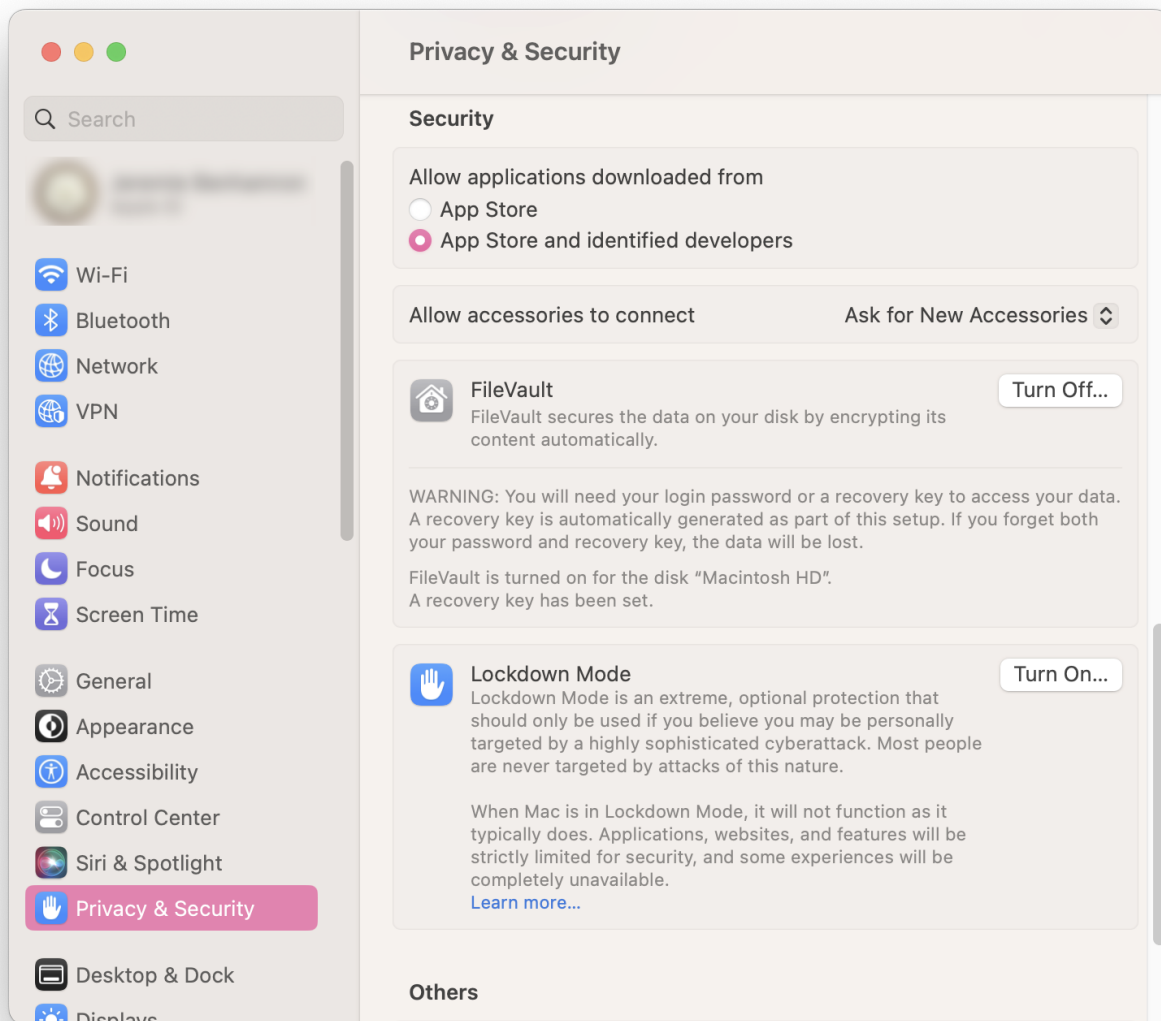 Search
Wi-Fi
Bluetooth
Network
VPN
Notifications
Sound
Focus
Screen Time
General
Appearance
Accessibility
Control Center
Siri & Spotlight
Privacy & Security
Desktop & Dock
Displays
Privacy & Security
Security
Allow applications downloaded from
App Store
App Store and identified developers
Allow accessories to connect
Ask for New Accessories
FileVault
Turn Off...
FileVault secures the data on your disk by encrypting its
content automatically.
WARNING: You will need your login password or a recovery key to access your data.
A recovery key is automatically generated as part of this setup. If you forget both
your password and recovery key, the data will be lost.
FileVault is turned on for the disk “Macintosh HD”.
A recovery key has been set.
Lockdown Mode
Turn On...
Lockdown Mode is an extreme, optional protection that
should only be used if you believe you may be personally
targeted by a highly sophisticated cyberattack. Most people
are never targeted by attacks of this nature.
When Mac is in Lockdown Mode, it will not function as it
typically does. Applications, websites, and features will be
strictly limited for security, and some experiences will be
completely unavailable.
Learn more...
Others